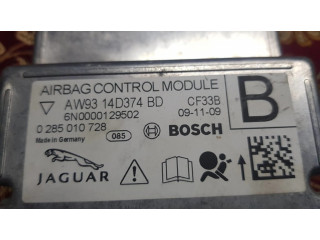 AIRBAG CONTROL MODULE
AW93 14D374 BD
CF33B
6N0000129502
09-11-09
0 285 010 728
Made in Germany
085
BOSCH
B
JAGUAR